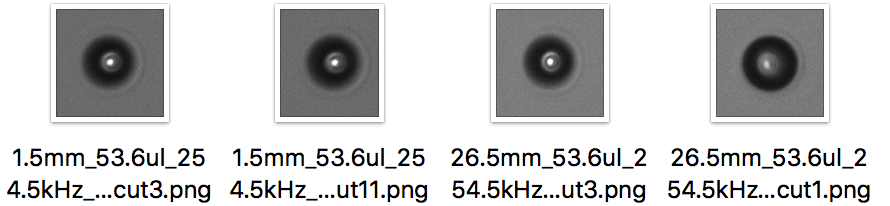 1.5mm_53.6ul_25
4.5kHz_...cut3.png
1.5mm_53.6ul_25
4.5kHz_...ut11.png
26.5mm_53.6ul_2
54.5kHz...ut3.png
26.5mm_53.6ul_2
54.5kHz...cut1.png